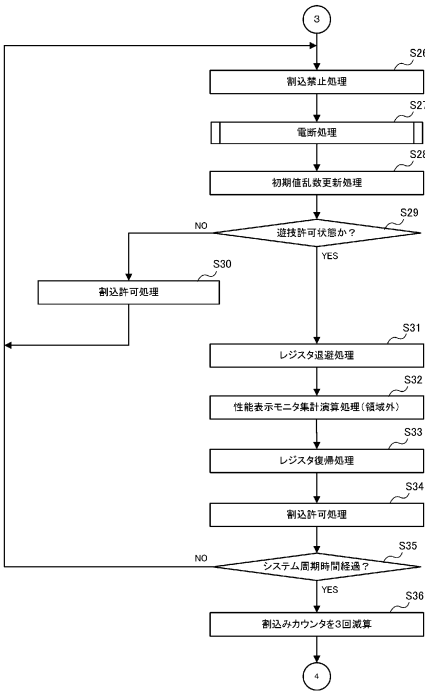 3
S26
割込禁止処理
S27
電断処理
S28
初期値乱数更新処理
S29
遊技許可状態か?
NO
YES
S30
割込許可処理
S31
レジスタ退避処理
S32
性能表示モニタ集計演算処理(領域外)
S33
レジスタ復帰処理
S34
割込許可処理
S35
システム周期時間経過?
NO
YES
S36
割込みカウンタを3回減算
4